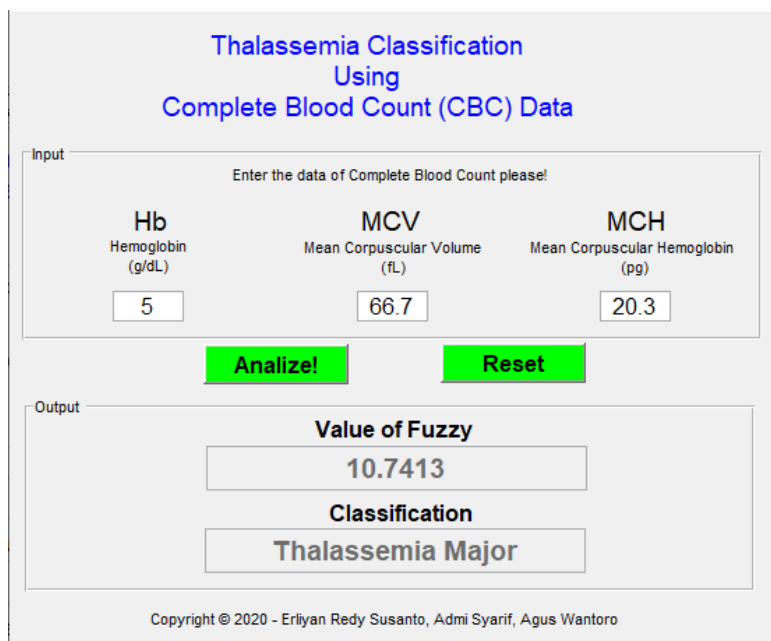 Thalassemia Classification
Using
Complete Blood Count (CBC) Data
Input
Enter the data of Complete Blood Count please!
Hb MCV MCH
Hemoglobin Mean Corpuscular Volume Mean Corpuscular Hemoglobin
(g/dL) (fL) (pg)
5 66.7 20.3
Analize! Reset
Output
Value of Fuzzy
10.7413
Classification
Thalassemia Major
Copyright © 2020 - Erliyan Redy Susanto, Admi Syarif, Agus Wantoro